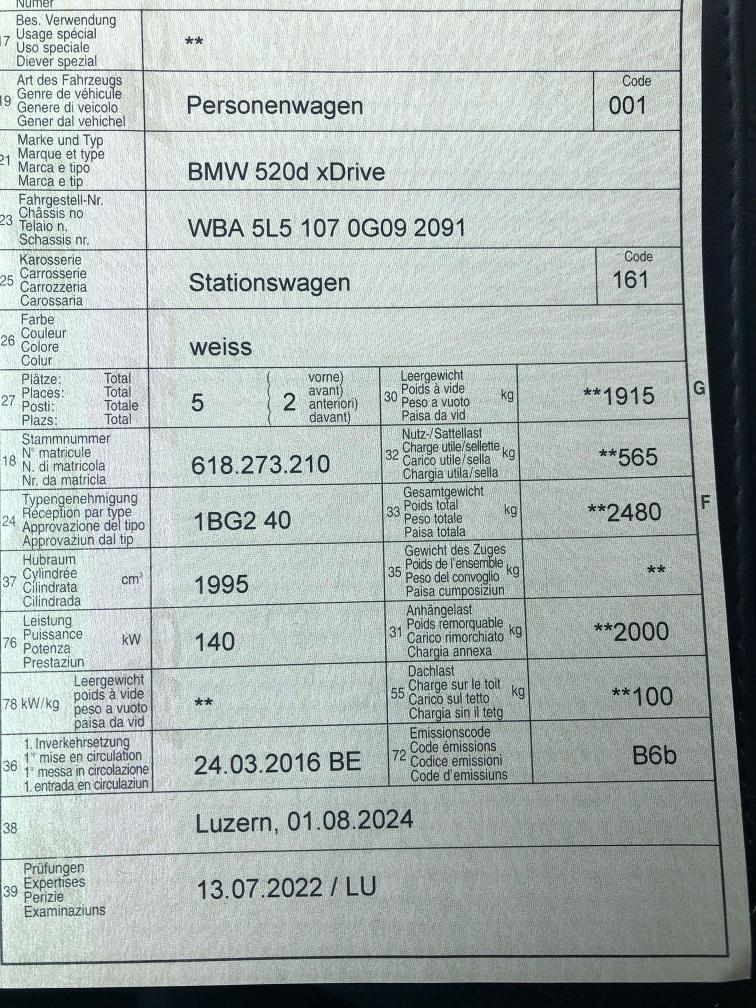 Numer
17 Bes. Verwendung
Usage spécial
Uso speciale
Diever spezial
**
19 Art des Fahrzeugs
Genre de véhicule
Genere di veicolo
Gener dal vehichel
Personenwagen
Code
001
21 Marke und Typ
Marque et type
Marca e tipo
Marca e tip
BMW 520d xDrive
23 Fahrgestell-Nr.
Châssis no
Telaio n.
Schassis nr.
WBA 5L5 107 0G09 2091
25 Karosserie
Carrosserie
Carrozzeria
Carossaria
Stationswagen
Code
161
26 Farbe
Couleur
Colore
Colur
weiss
27 Plätze: Total
Places: Total
Posti: Totale
Plazs: Total
5 ( 2 vorne)
( avant)
( anteriori)
( davant)
30 Leergewicht
Poids à vide
Peso a vuoto
Paisa da vid
kg
**1915
G
18 Stammnummer
N° matricule
N. di matricola
Nr. da matricla
618.273.210
32 Nutz-/Sattellast
Charge utile/sellette
Carico utile/sella
Chargia utila/sella
kg
**565
24 Typengenehmigung
Réception par type
Approvazione del tipo
Approvaziun dal tip
1BG2 40
33 Gesamtgewicht
Poids total
Peso totale
Paisa totala
kg
**2480
F
37 Hubraum
Cylindrée
Cilindrata
Cilindrada
cm³
1995
35 Gewicht des Zuges
Poids de l'ensemble
Peso del convoglio
Paisa cumposiziun
kg
**
76 Leistung
Puissance
Potenza
Prestaziun
kW
140
31 Anhängelast
Poids remorquable
Carico rimorchiato
Chargia annexa
kg
**2000
78 kW/kg Leergewicht
poids à vide
peso a vuoto
paisa da vid
**
55 Dachlast
Charge sur le toit
Carico sul tetto
Chargia sin il tetg
kg
**100
36 1. Inverkehrsetzung
1re mise en circulation
1a messa in circolazione
1. entrada en circulaziun
24.03.2016 BE
72 Emissionscode
Code émissions
Codice emissioni
Code d'emissiuns
B6b
38
Luzern, 01.08.2024
39 Prüfungen
Expertises
Perizie
Examinaziuns
13.07.2022 / LU